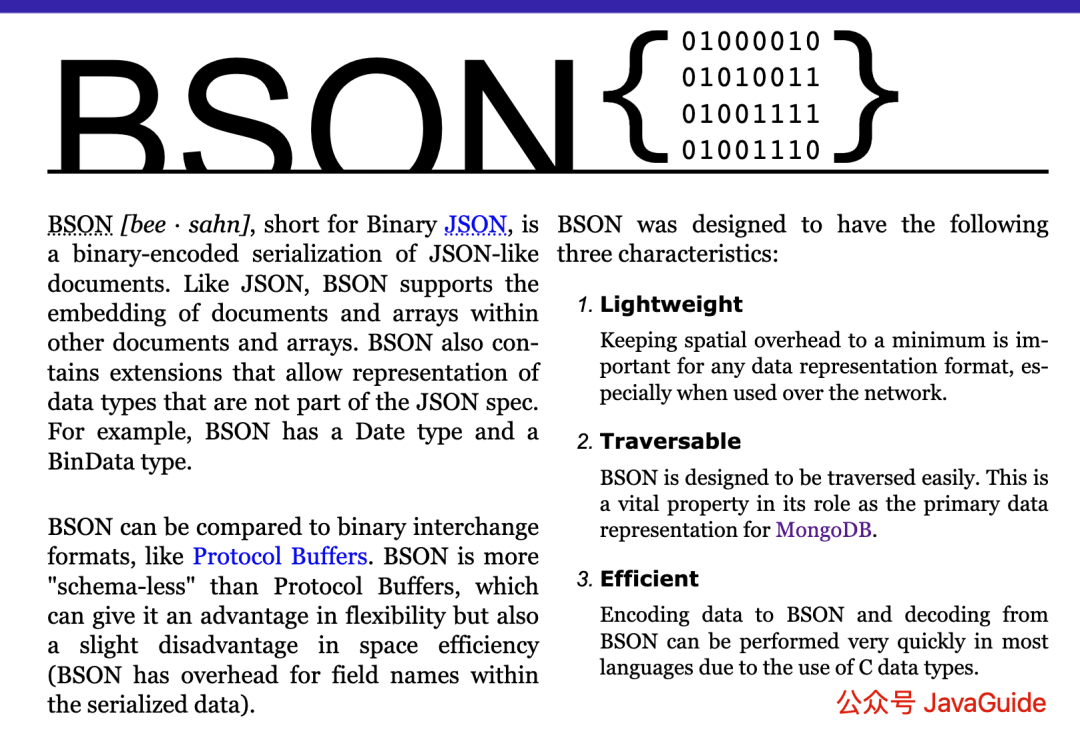 BSON
01000010
01010011
01001111
01001110
BSON [bee · sahn], short for Binary JSON, is
a binary-encoded serialization of JSON-like
documents. Like JSON, BSON supports the
embedding of documents and arrays within
other documents and arrays. BSON also con-
tains extensions that allow representation of
data types that are not part of the JSON spec.
For example, BSON has a Date type and a
BinData type.
BSON can be compared to binary interchange
formats, like Protocol Buffers. BSON is more
"schema-less" than Protocol Buffers, which
can give it an advantage in flexibility but also
a slight disadvantage in space efficiency
(BSON has overhead for field names within
the serialized data).
BSON was designed to have the following
three characteristics:
1. Lightweight
Keeping spatial overhead to a minimum is im-
portant for any data representation format, es-
pecially when used over the network.
2. Traversable
BSON is designed to be traversed easily. This is
a vital property in its role as the primary data
representation for MongoDB.
3. Efficient
Encoding data to BSON and decoding from
BSON can be performed very quickly in most
languages due to the use of C data types.
公众号 JavaGuide